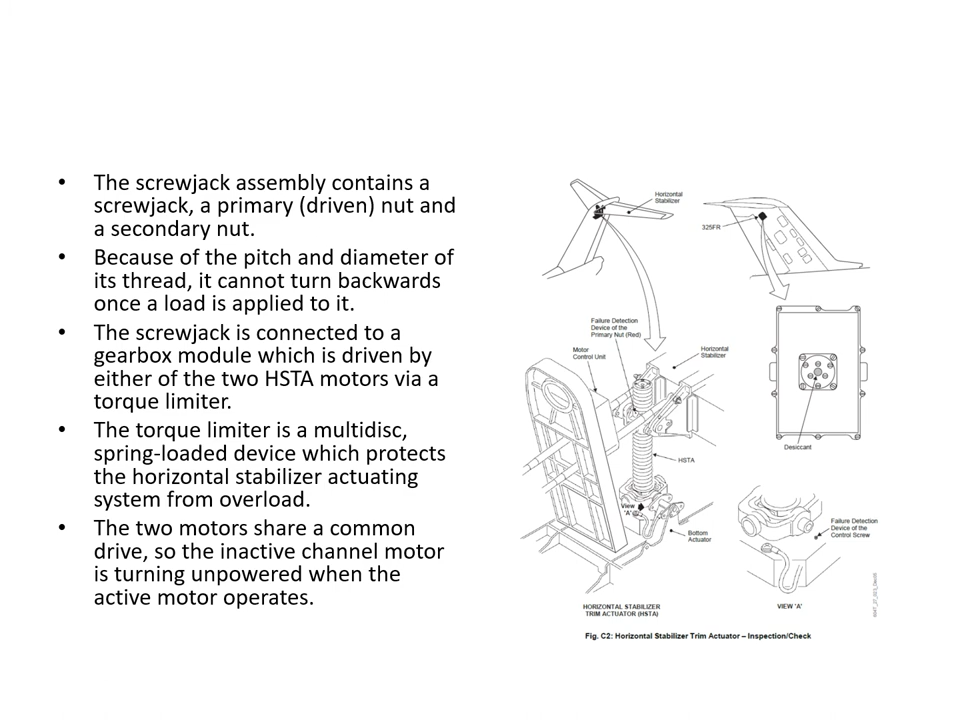 • The screwjack assembly contains a
screwjack, a primary (driven) nut and
a secondary nut.
• Because of the pitch and diameter of
its thread, it cannot turn backwards
once a load is applied to it.
• The screwjack is connected to a
gearbox module which is driven by
either of the two HSTA motors via a
torque limiter.
• The torque limiter is a multidisc,
spring-loaded device which protects
the horizontal stabilizer actuating
system from overload.
• The two motors share a common
drive, so the inactive channel motor
is turning unpowered when the
active motor operates.
Horizontal
Stabilizer
325FR
Failure Detection
Device of the
Primary Nut (Red)
Motor
Control Unit
Horizontal
Stabilizer
Desiccant
HSTA
View
'A'
Bottom
Actuator
Failure Detection
Device of the
Control Screw
HORIZONTAL STABILIZER
TRIM ACTUATOR (HSTA)
VIEW 'A'
Fig. C2: Horizontal Stabilizer Trim Actuator – Inspection/Check